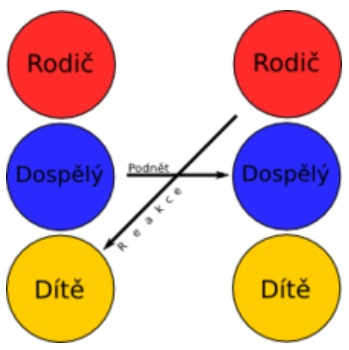 Rodič
Rodič
Dospělý
Podnět
Dospělý
Reakce
Dítě
Dítě